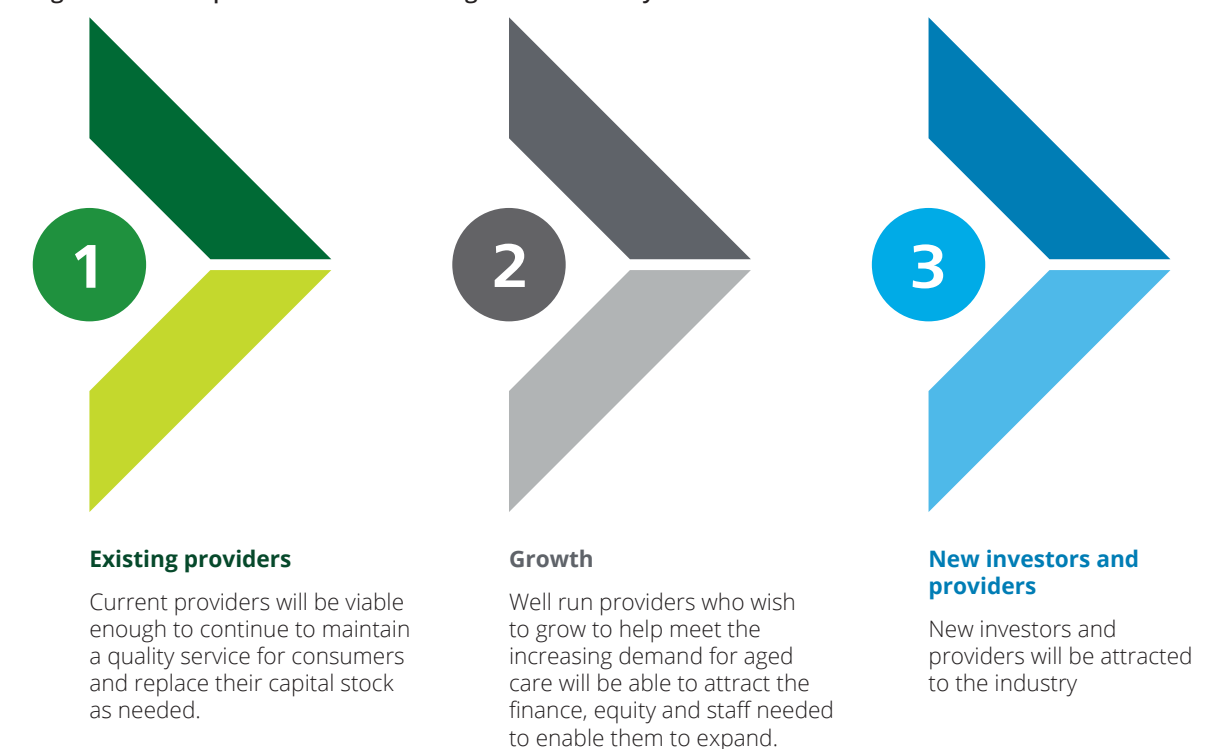 1
Existing providers
Current providers will be viable
enough to continue to maintain
a quality service for consumers
and replace their capital stock
as needed.
2
Growth
Well run providers who wish
to grow to help meet the
increasing demand for aged
care will be able to attract the
finance, equity and staff needed
to enable them to expand.
3
New investors and
providers
New investors and
providers will be attracted
to the industry